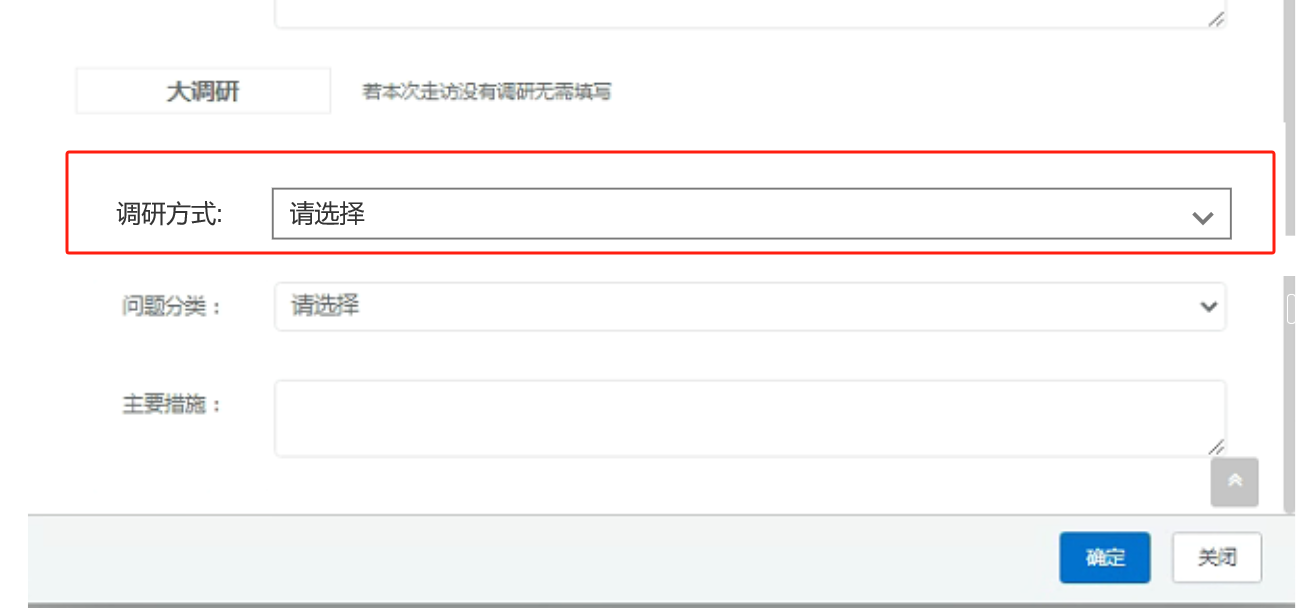 大调研 若本次走访没有调研无需填写
调研方式: 请选择
问题分类： 请选择
主要措施：
确定 关闭